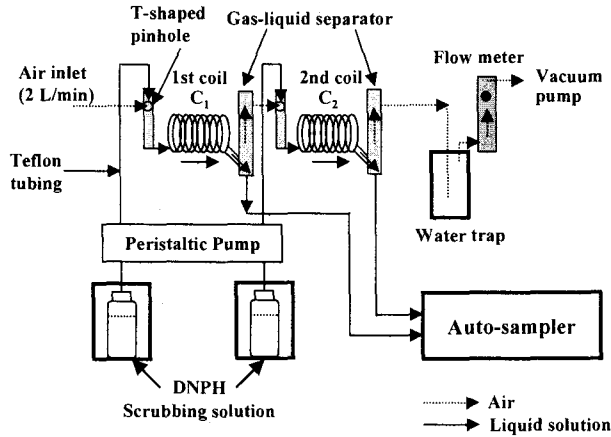 T-shaped
pinhole
Gas-liquid separator
Flow meter
Air inlet
(2 L/min)
1st coil
C₁
2nd coil
C₂
Vacuum
pump
Teflon
tubing
Peristaltic Pump
Water trap
Auto-sampler
DNPH
Scrubbing solution
Air
Liquid solution